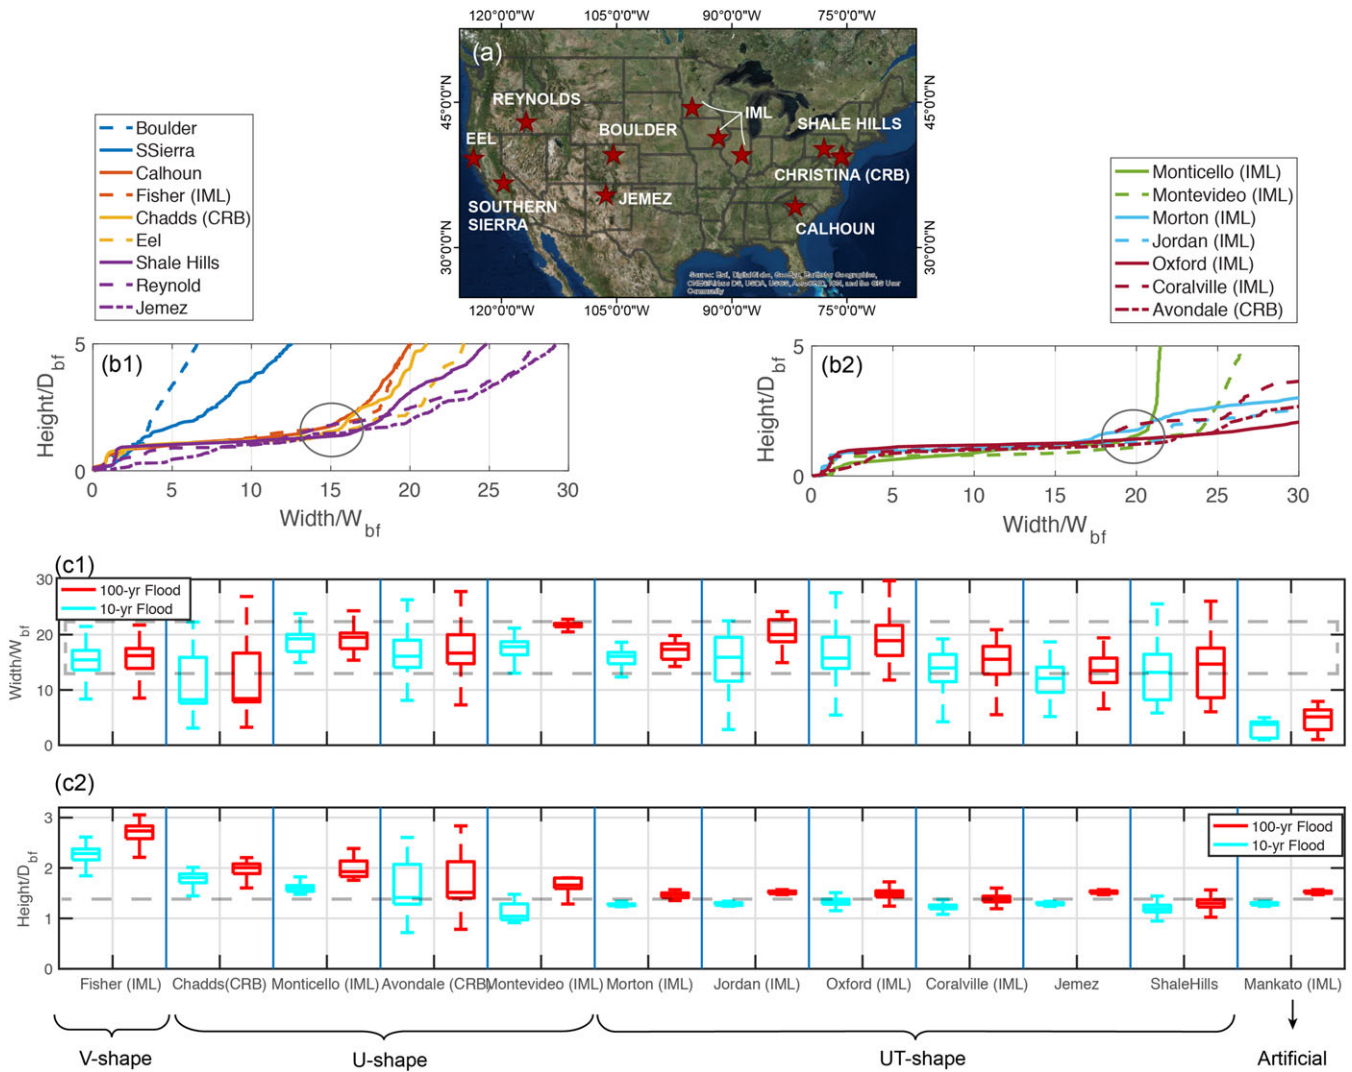 120°0'0"W 105°0'0"W 90°0'0"W 75°0'0"W
(a)
45°0'0"N
45°0'0"N
30°0'0"N
30°0'0"N
REYNOLDS
IML
BOULDER
SHALE HILLS
EEL
CHRISTINA (CRB)
SOUTHERN
SIERRA
JEMEZ
CALHOUN
120°0'0"W 105°0'0"W 90°0'0"W 75°0'0"W
Boulder
SSierra
Calhoun
Fisher (IML)
Chadds (CRB)
Eel
Shale Hills
Reynold
Jemez
Monticello (IML)
Montevideo (IML)
Morton (IML)
Jordan (IML)
Oxford (IML)
Coralville (IML)
Avondale (CRB)
(b1)
Height/Dbf
5
0
0 5 10 15 20 25 30
Width/Wbf
(b2)
Height/Dbf
5
0
0 5 10 15 20 25 30
Width/Wbf
(c1)
100-yr Flood
10-yr Flood
Width/Wbf
30
20
10
0
(c2)
100-yr Flood
10-yr Flood
Height/Dbf
3
2
1
0
Fisher (IML) Chadds(CRB) Monticello (IML) Avondale (CRB) Montevideo (IML) Morton (IML) Jordan (IML) Oxford (IML) Coralville (IML) Jemez ShaleHills Mankato (IML)
V-shape U-shape UT-shape Artificial